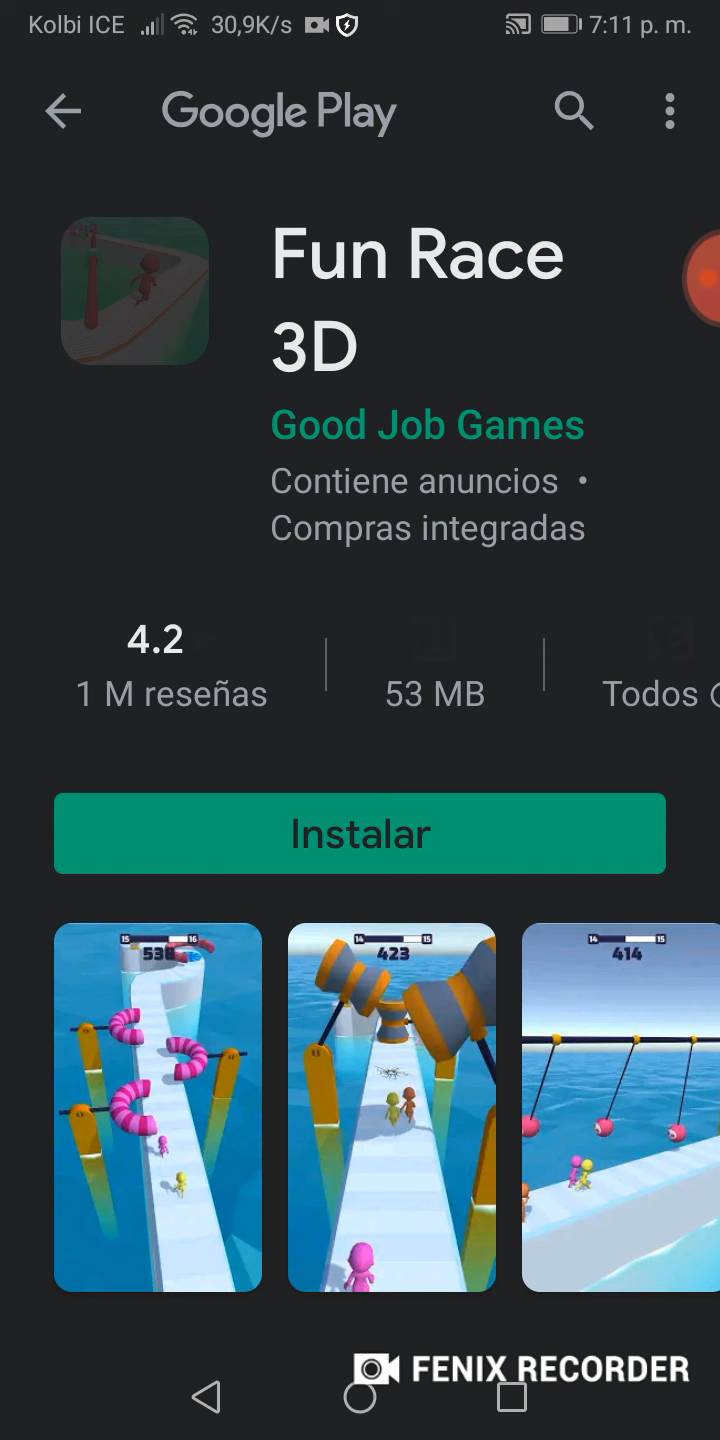 Kolbi ICE 30,9K/s 7:11 p. m.
Google Play
Fun Race
3D
Good Job Games
Contiene anuncios •
Compras integradas
4.2
1 M reseñas
53 MB
Todos
Instalar
15 16
530
14 15
423
14 15
414
FENIX RECORDER